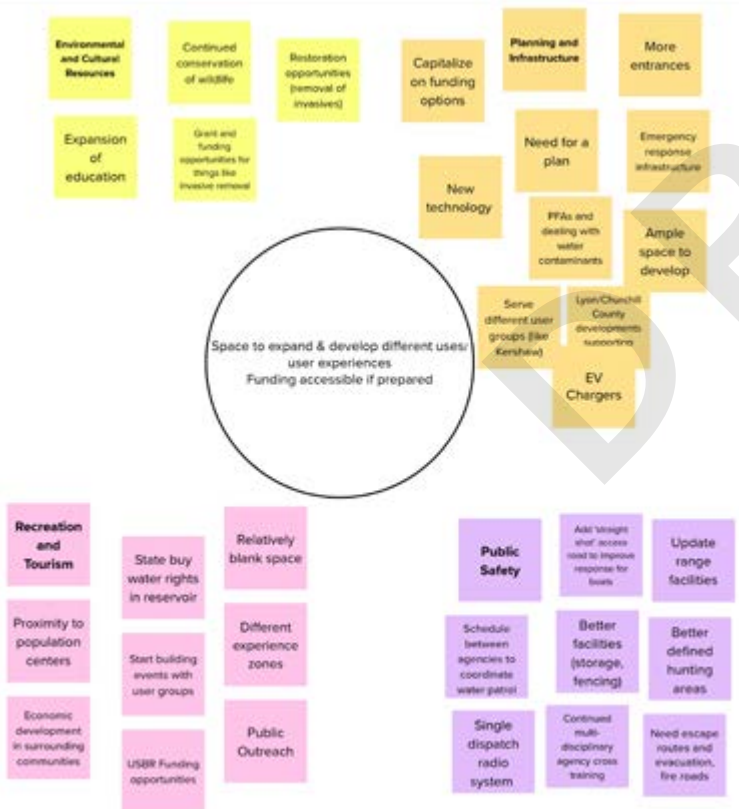 Environmental
and Cultural
Resources
Continued
conservation
of wildlife
Restoration
opportunities
(removal of
invasives)
Expansion
of
education
Grant and
funding
opportunities for
things like
invasive removal
Capitalize
on funding
options
Planning and
Infrastructure
More
entrances
Need for a
plan
Emergency
response
infrastructure
New
technology
PFAs and
dealing with
water
contaminants
Ample
space to
develop
Serve
different user
groups (like
Kershaw)
Lyon/Churchill
County
developments
supporting
EV
Chargers
Space to expand & develop different uses/
user experiences
Funding accessible if prepared
Recreation
and
Tourism
State buy
water rights
in reservoir
Relatively
blank space
Proximity to
population
centers
Start building
events with
user groups
Different
experience
zones
Economic
development
in surrounding
communities
USBR Funding
opportunities
Public
Outreach
Public
Safety
Add 'straight
shot' access
road to improve
response for
boats
Update
range
facilities
Schedule
between
agencies to
coordinate
water patrol
Better
facilities
(storage,
fencing)
Better
defined
hunting
areas
Single
dispatch
radio
system
Continued
multi-
disciplinary
agency cross
training
Need escape
routes and
evacuation,
fire roads